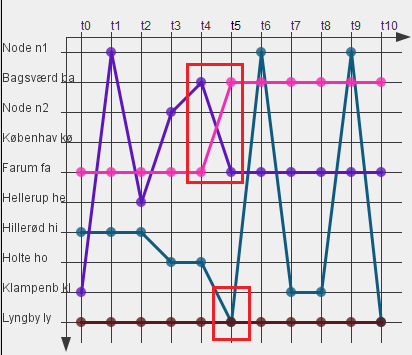 t0 t1 t2 t3 t4 t5 t6 t7 t8 t9 t10
Node n1
Bagsværd ba
Node n2
Københav kø
Farum fa
Hellerup he
Hillerød hi
Holte ho
Klampenb kl
Lyngby ly